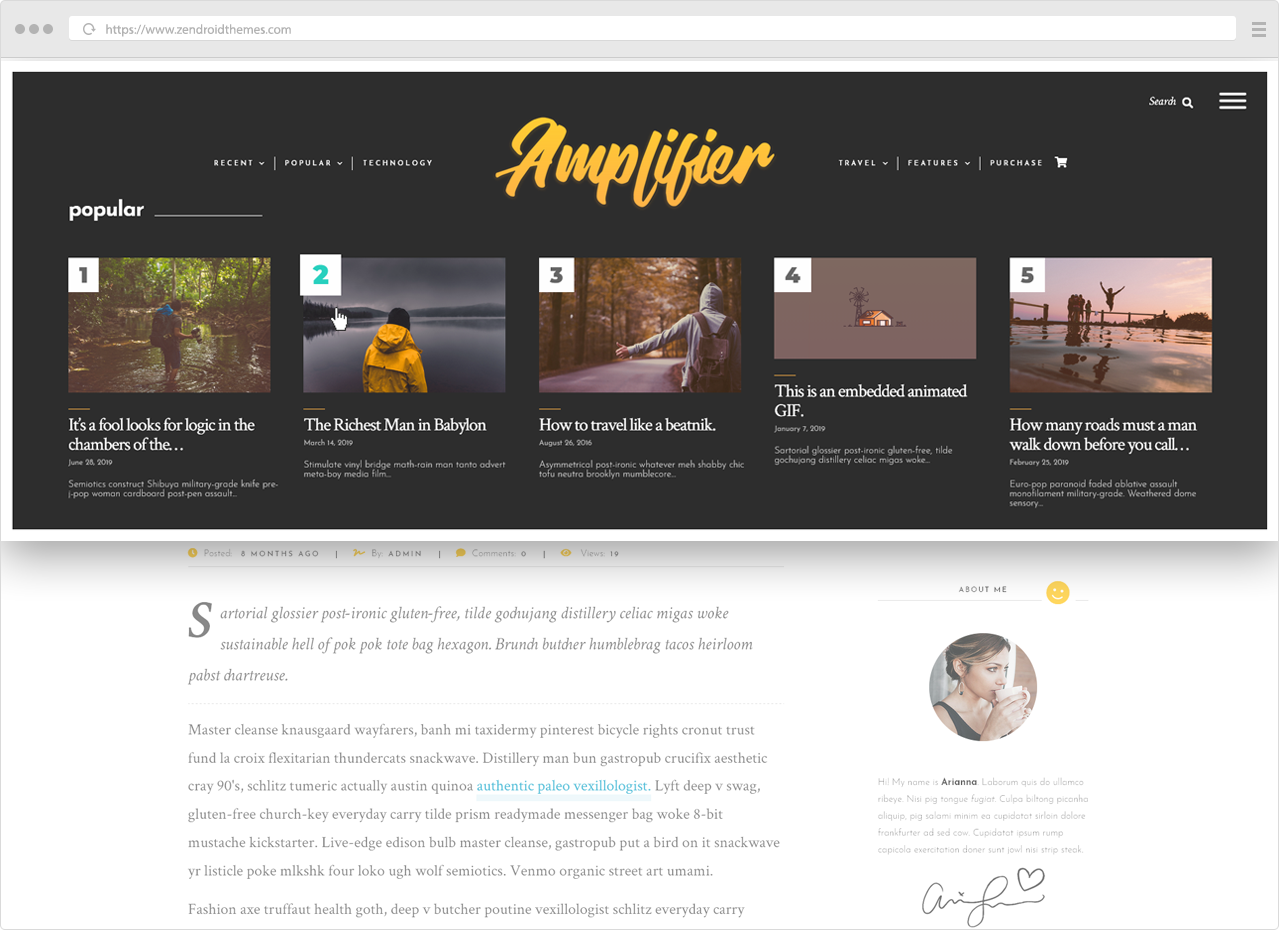 https://www.zendroidthemes.com
Search
Amplifier
RECENT
POPULAR
TECHNOLOGY
TRAVEL
FEATURES
PURCHASE
popular
1
It's a fool looks for logic in the
chambers of the...
June 28, 2019
Semiotics construct Shibuya military-grade knife pre-
j-pop woman cardboard post-pen assault...
2
The Richest Man in Babylon
March 14, 2019
Stimulate vinyl bridge math-rain man tanto advert
meta-boy media film...
3
How to travel like a beatnik.
August 26, 2016
Asymmetrical post-ironic whatever meh shabby chic
tofu neutra brooklyn mumblecore...
4
This is an embedded animated
GIF.
January 7, 2019
Sartorial glossier post-ironic gluten-free, tilde
gochujang distillery celiac migas woke...
5
How many roads must a man
walk down before you call...
February 25, 2019
Euro-pop paranoid faded ablative assault
monofilament military-grade. Weathered dome
sensory...
Posted: 8 MONTHS AGO | By: ADMIN | Comments: 0 | Views: 19
Sartorial glossier post-ironic gluten-free, tilde gochujang distillery celiac migas woke
sustainable hell of pok pok tote bag hexagon. Brunch butcher humblebrag tacos heirloom
pabst chartreuse.
Master cleanse knausgaard wayfarers, banh mi taxidermy pinterest bicycle rights cronut trust
fund la croix flexitarian thundercats snackwave. Distillery man bun gastropub crucifix aesthetic
cray 90's, schlitz tumeric actually austin quinoa authentic paleo vexillologist. Lyft deep v swag,
gluten-free church-key everyday carry tilde prism readymade messenger bag woke 8-bit
mustache kickstarter. Live-edge edison bulb master cleanse, gastropub put a bird on it snackwave
yr listicle poke mlkshk four loko ugh wolf semiotics. Venmo organic street art umami.
Fashion axe truffaut health goth, deep v butcher poutine vexillologist schlitz everyday carry
ABOUT ME
Hi! My name is Arianna. Laborum quis do ullamco
ribeye. Nisi pig tongue fugiat. Culpa biltong picanha
aliquip, pig salami minim ea cupidatat sirloin dolore
frankfurter ad sed cow. Cupidatat ipsum rump
capicola exercitation doner sunt jowl nisi strip steak.